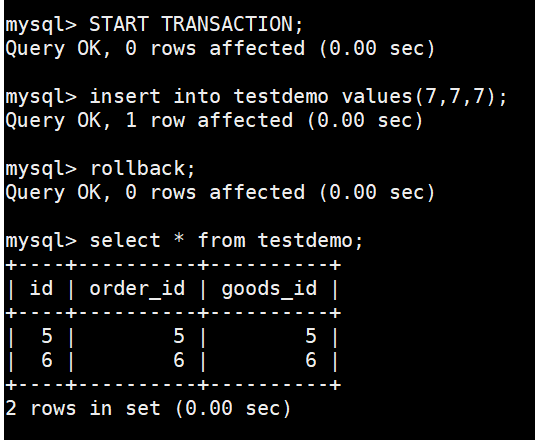 mysql> START TRANSACTION;
Query OK, 0 rows affected (0.00 sec)
mysql> insert into testdemo values(7,7,7);
Query OK, 1 row affected (0.00 sec)
mysql> rollback;
Query OK, 0 rows affected (0.00 sec)
mysql> select * from testdemo;
+----+----------+----------+
| id | order_id | goods_id |
+----+----------+----------+
|  5 |        5 |        5 |
|  6 |        6 |        6 |
+----+----------+----------+
2 rows in set (0.00 sec)